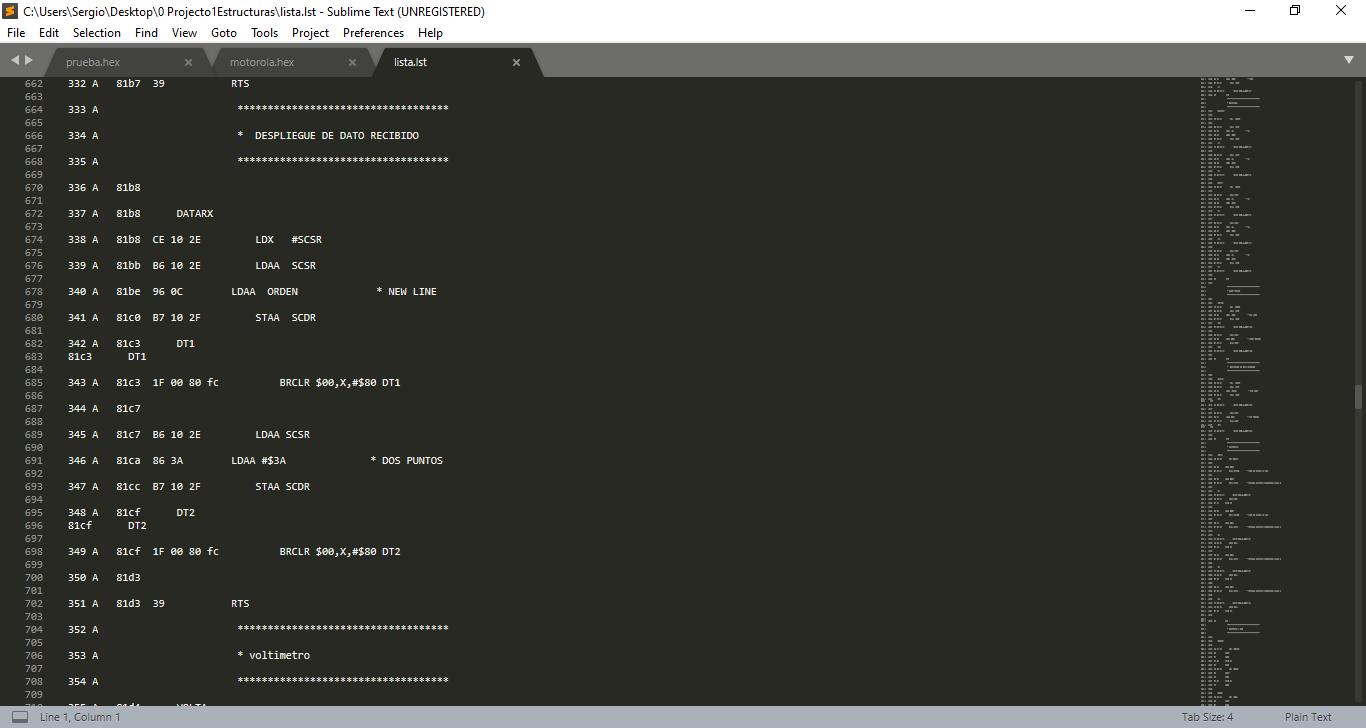 C:\Users\Sergio\Desktop\0 Projecto1Estructuras\lista.lst - Sublime Text (UNREGISTERED)
File Edit Selection Find View Goto Tools Project Preferences Help
prueba.hex × motorola.hex × lista.lst ×
662 332 A 81b7 39 RTS
663
664 333 A ***********************************
665
666 334 A * DESPLIEGUE DE DATO RECIBIDO
667
668 335 A ***********************************
669
670 336 A 81b8
671
672 337 A 81b8 DATARX
673
674 338 A 81b8 CE 10 2E LDX #SCSR
675
676 339 A 81bb B6 10 2E LDAA SCSR
677
678 340 A 81be 96 0C LDAA ORDEN * NEW LINE
679
680 341 A 81c0 B7 10 2F STAA SCDR
681
682 342 A 81c3 DT1
683 81c3 DT1
684
685 343 A 81c3 1F 00 80 fc BRCLR $00,X,#$80 DT1
686
687 344 A 81c7
688
689 345 A 81c7 B6 10 2E LDAA SCSR
690
691 346 A 81ca 86 3A LDAA #$3A * DOS PUNTOS
692
693 347 A 81cc B7 10 2F STAA SCDR
694
695 348 A 81cf DT2
696 81cf DT2
697
698 349 A 81cf 1F 00 80 fc BRCLR $00,X,#$80 DT2
699
700 350 A 81d3
701
702 351 A 81d3 39 RTS
703
704 352 A ***********************************
705
706 353 A * voltimetro
707
708 354 A ***********************************
709
710 355 A 81d4 VOLTA
Line 1, Column 1 Tab Size: 4 Plain Text